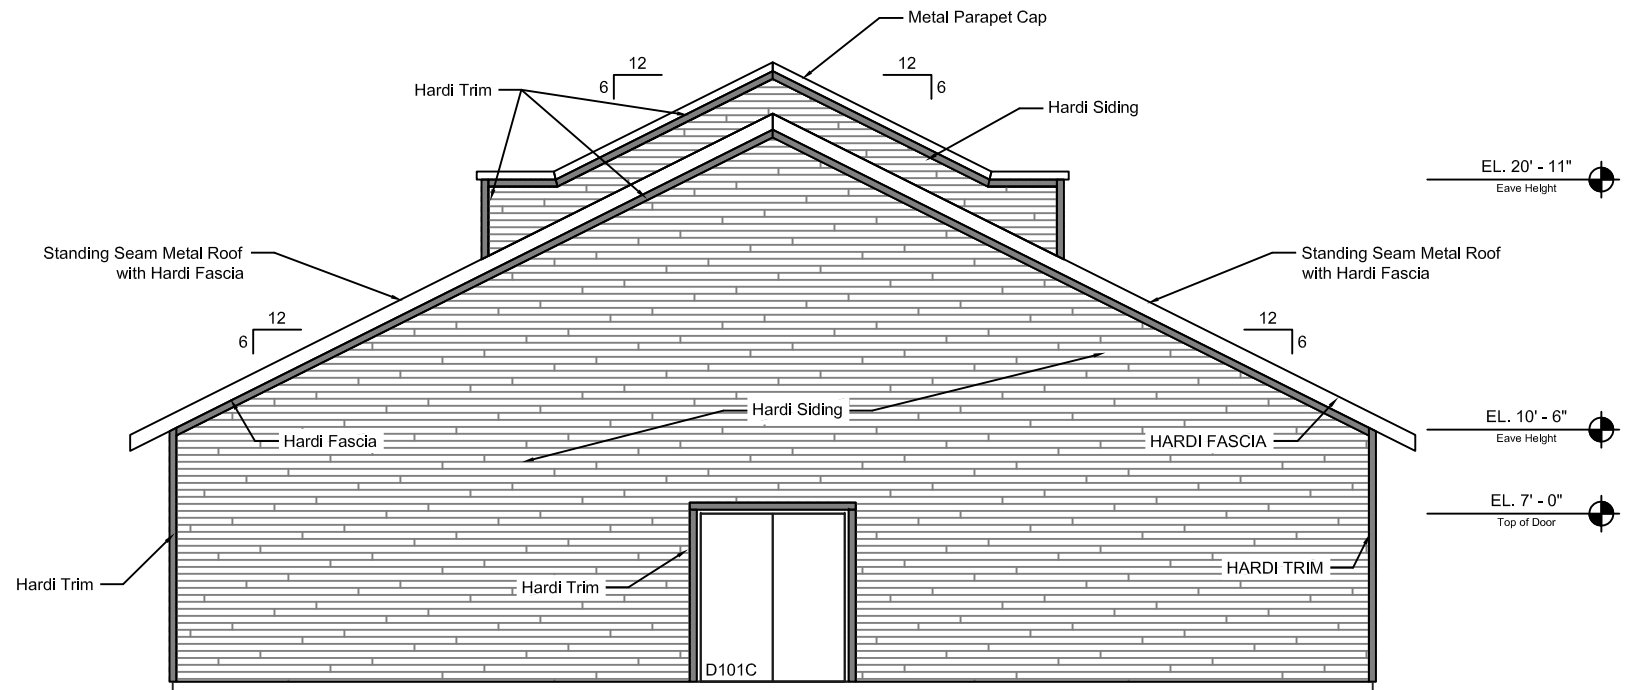 Metal Parapet Cap
12
6
12
6
Hardi Trim
Hardi Siding
EL. 20' - 11"
Eave Height
Standing Seam Metal Roof
with Hardi Fascia
Standing Seam Metal Roof
with Hardi Fascia
12
6
12
6
Hardi Siding
EL. 10' - 6"
Eave Height
Hardi Fascia
HARDI FASCIA
EL. 7' - 0"
Top of Door
Hardi Trim
Hardi Trim
HARDI TRIM
D101C